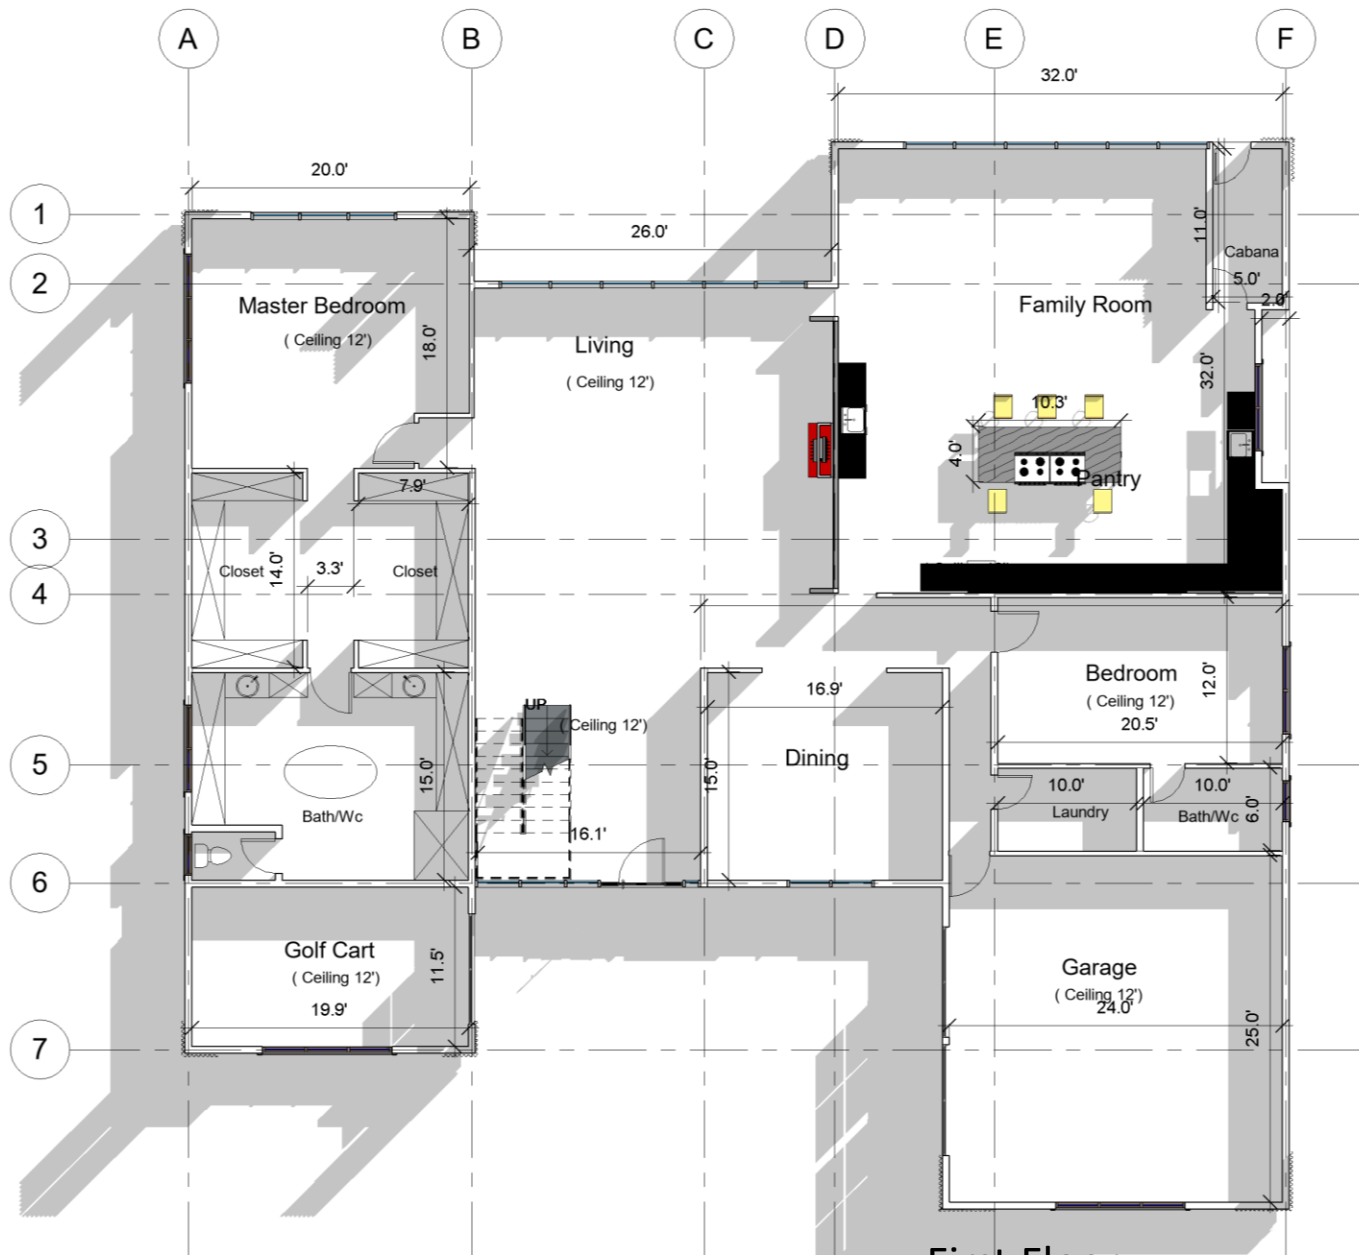 A
B
C
D
E
F
32.0'
20.0'
1
26.0'
11.0'
Cabana
2
5.0'
2.0'
Master Bedroom
( Ceiling 12')
18.0'
Living
( Ceiling 12')
Family Room
32.0'
10.3'
4.0'
Pantry
7.9'
3
Closet
14.0'
3.3'
Closet
4
Bedroom
( Ceiling 12')
12.0'
20.5'
16.9'
UP
( Ceiling 12')
Dining
15.0'
5
15.0'
10.0'
10.0'
Laundry
Bath/Wc
6.0'
Bath/Wc
16.1'
6
Golf Cart
( Ceiling 12')
11.5'
19.9'
Garage
( Ceiling 12')
24.0'
25.0'
7